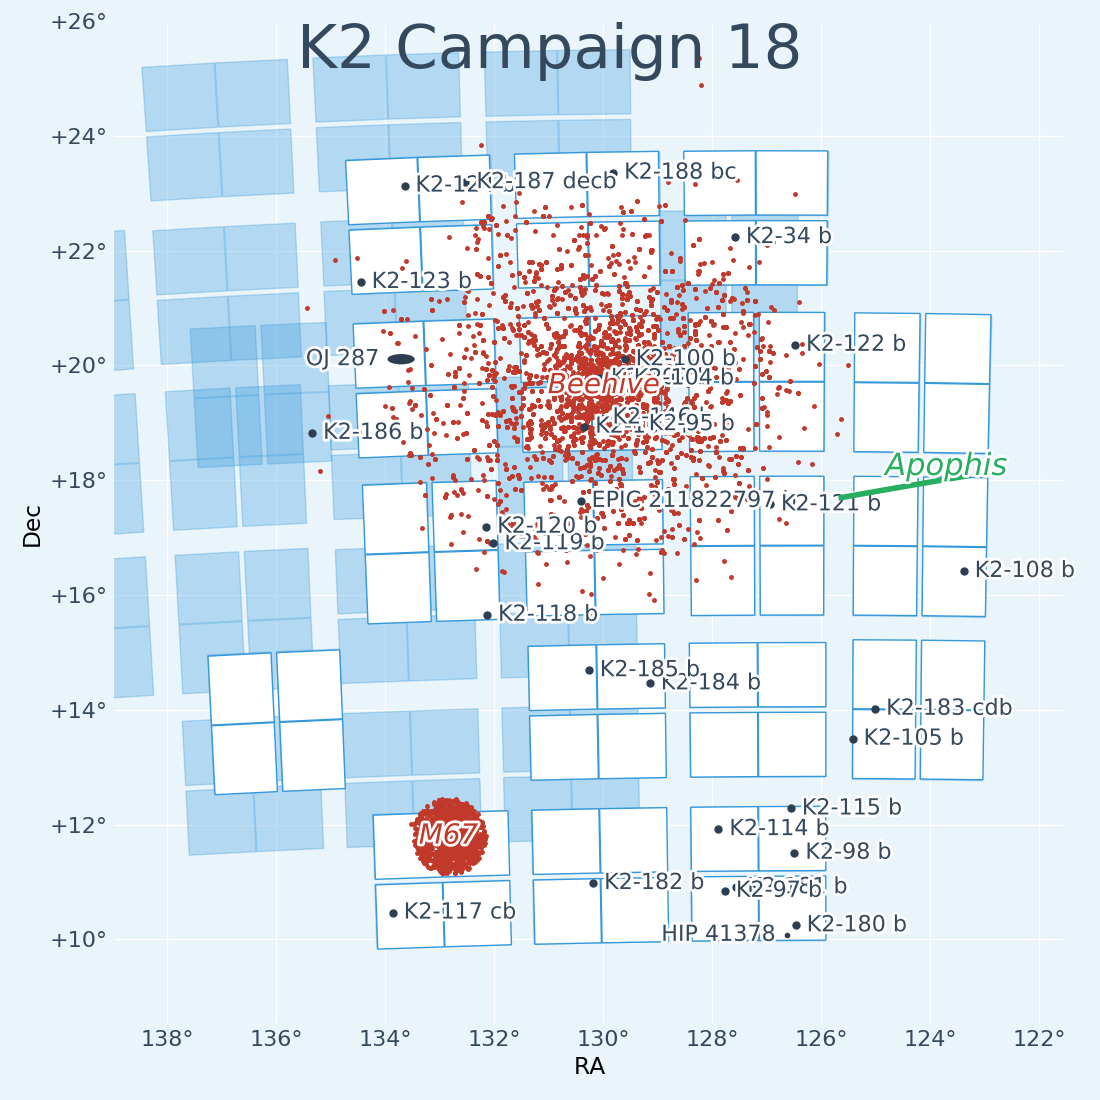 K2 Campaign 18
+26°
+24°
+22°
+20°
+18°
+16°
+14°
+12°
+10°
Dec
K2-187 decb
K2-188 bc
K2-34 b
K2-123 b
OJ 287
K2-100 b
K2-122 b
Beehive
K2-95 b
K2-186 b
Apophis
EPIC 211822797
K2-121 b
K2-120 b
K2-119 b
K2-108 b
K2-118 b
K2-185 b
K2-184 b
K2-183 cdb
K2-105 b
K2-115 b
M67
K2-114 b
K2-98 b
K2-182 b
K2-97 b
K2-117 cb
K2-180 b
HIP 41378
138°
136°
134°
132°
130°
128°
126°
124°
122°
RA